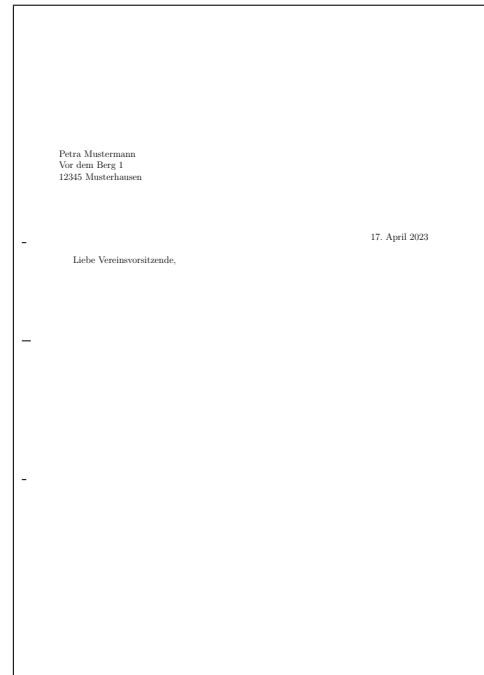 Petra Mustermann
Vor dem Berg 1
12345 Musterhausen
17. April 2023
Liebe Vereinsvorsitzende,